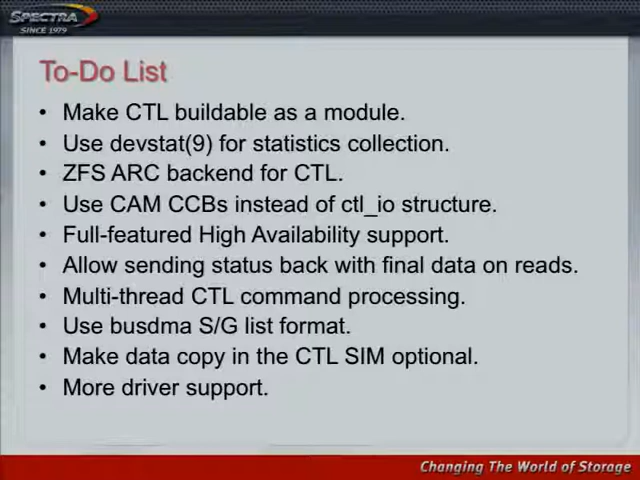 SPECTRA
SINCE 1979
To-Do List
• Make CTL buildable as a module.
• Use devstat(9) for statistics collection.
• ZFS ARC backend for CTL.
• Use CAM CCBs instead of ctl_io structure.
• Full-featured High Availability support.
• Allow sending status back with final data on reads.
• Multi-thread CTL command processing.
• Use busdma S/G list format.
• Make data copy in the CTL SIM optional.
• More driver support.
Changing The World of Storage